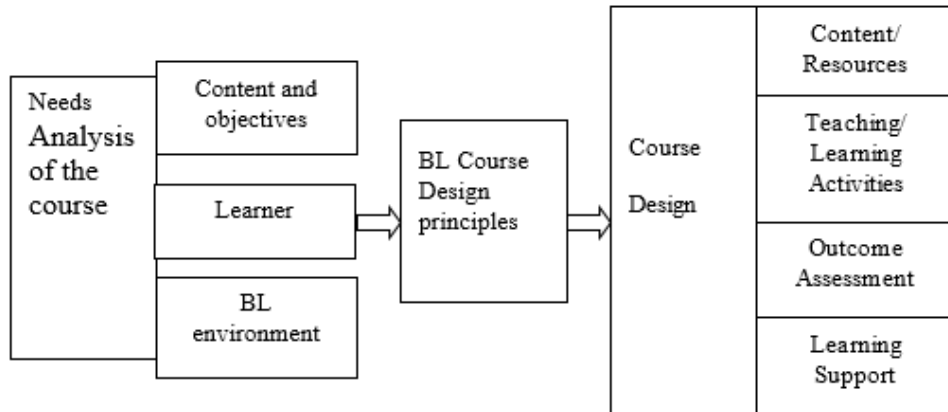 Needs
Analysis
of the
course
Content and
objectives
Learner
BL
environment
BL Course
Design
principles
Course
Design
Content/
Resources
Teaching/
Learning
Activities
Outcome
Assessment
Learning
Support